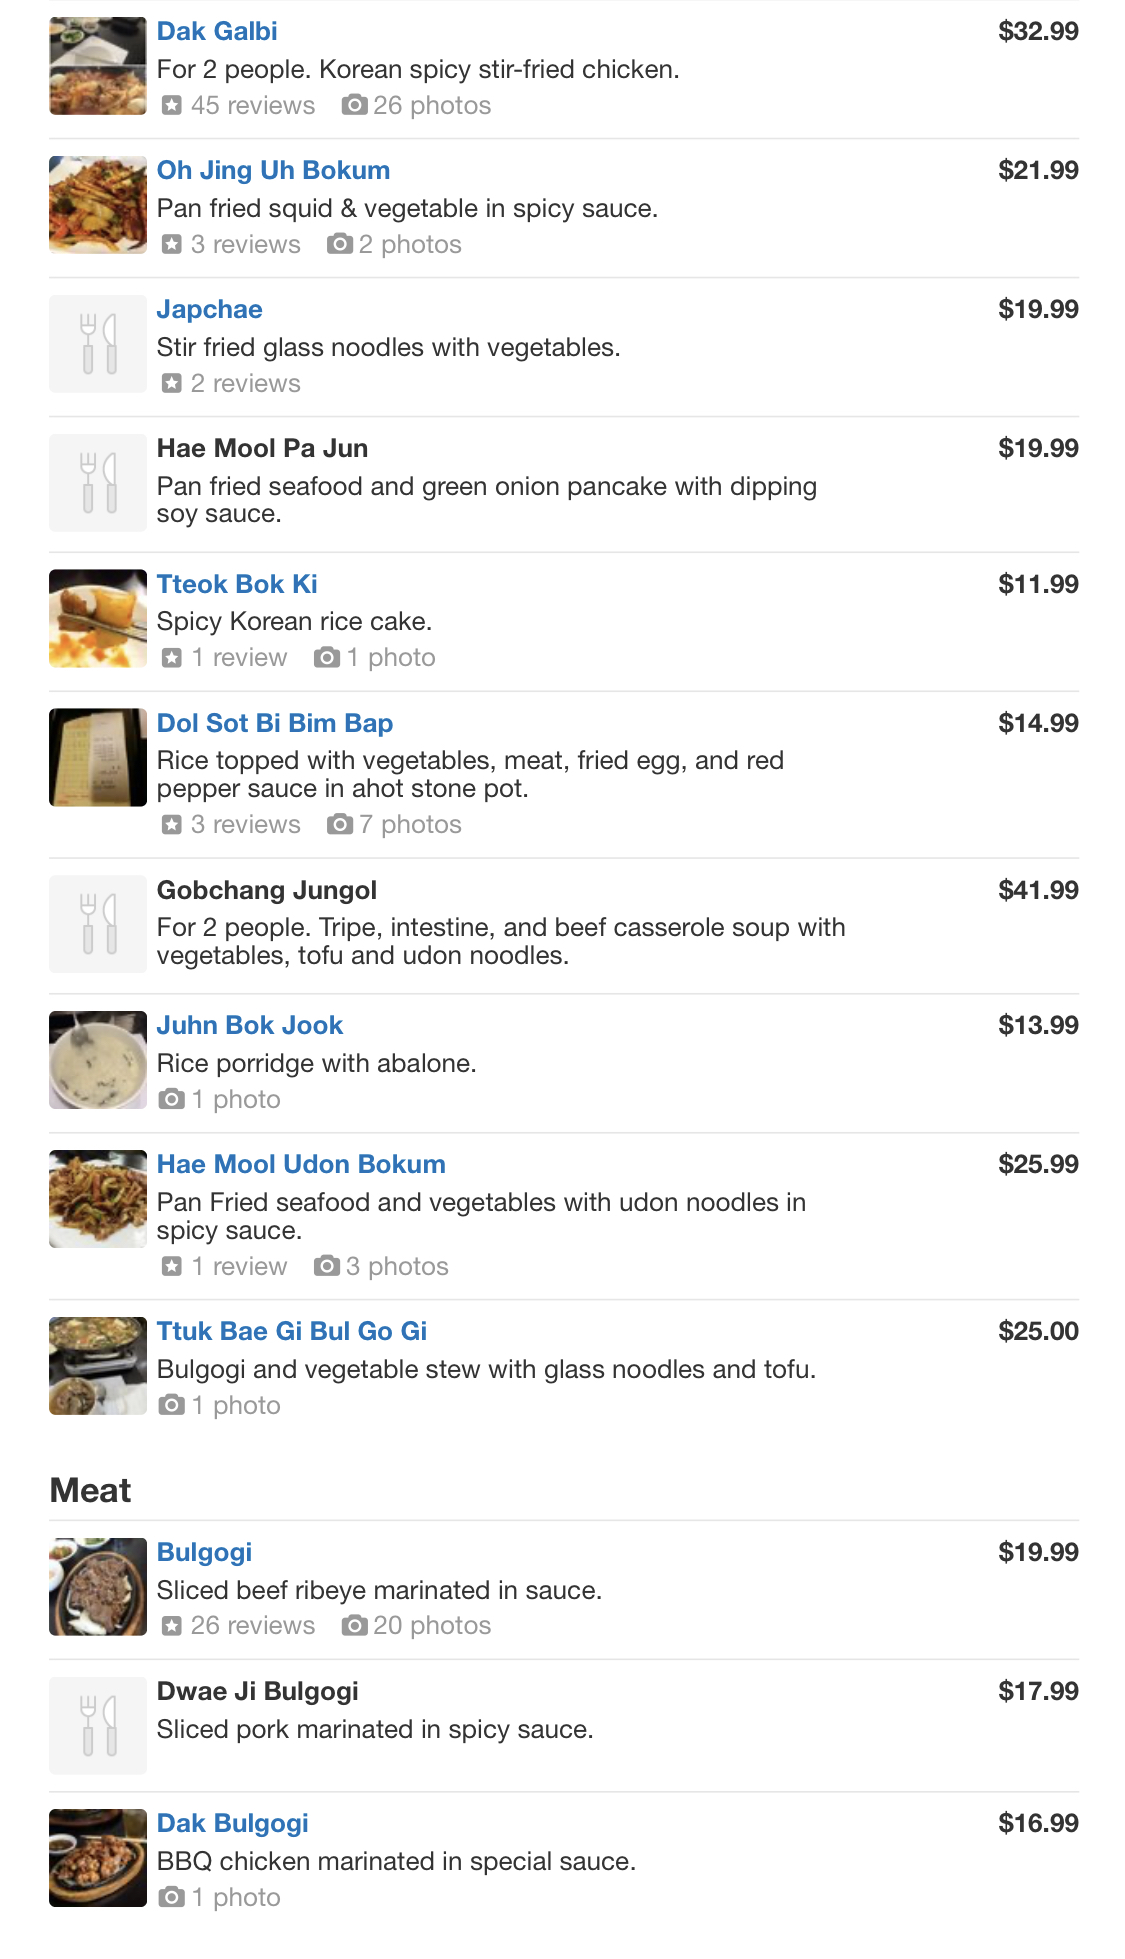 Dak Galbi
$32.99
For 2 people. Korean spicy stir-fried chicken.
45 reviews 26 photos
Oh Jing Uh Bokum
$21.99
Pan fried squid & vegetable in spicy sauce.
3 reviews 2 photos
Japchae
$19.99
Stir fried glass noodles with vegetables.
2 reviews
Hae Mool Pa Jun
$19.99
Pan fried seafood and green onion pancake with dipping
soy sauce.
Tteok Bok Ki
$11.99
Spicy Korean rice cake.
1 review 1 photo
Dol Sot Bi Bim Bap
$14.99
Rice topped with vegetables, meat, fried egg, and red
pepper sauce in ahot stone pot.
3 reviews 7 photos
Gobchang Jungol
$41.99
For 2 people. Tripe, intestine, and beef casserole soup with
vegetables, tofu and udon noodles.
Juhn Bok Jook
$13.99
Rice porridge with abalone.
1 photo
Hae Mool Udon Bokum
$25.99
Pan Fried seafood and vegetables with udon noodles in
spicy sauce.
1 review 3 photos
Ttuk Bae Gi Bul Go Gi
$25.00
Bulgogi and vegetable stew with glass noodles and tofu.
1 photo
Meat
Bulgogi
$19.99
Sliced beef ribeye marinated in sauce.
26 reviews 20 photos
Dwae Ji Bulgogi
$17.99
Sliced pork marinated in spicy sauce.
Dak Bulgogi
$16.99
BBQ chicken marinated in special sauce.
1 photo